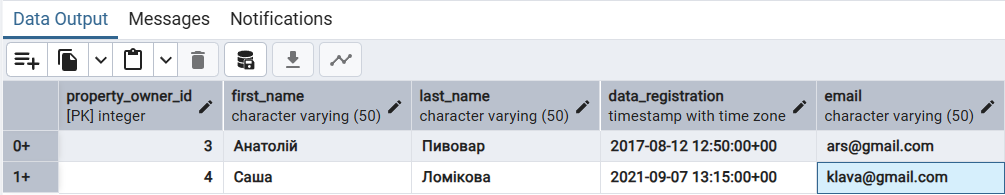 Data Output Messages Notifications
property_owner_id first_name last_name data_registration email
[PK] integer character varying (50) character varying (50) timestamp with time zone character varying (50)
0+ 3 Анатолій Пивовар 2017-08-12 12:50:00+00 ars@gmail.com
1+ 4 Саша Ломікова 2021-09-07 13:15:00+00 klava@gmail.com